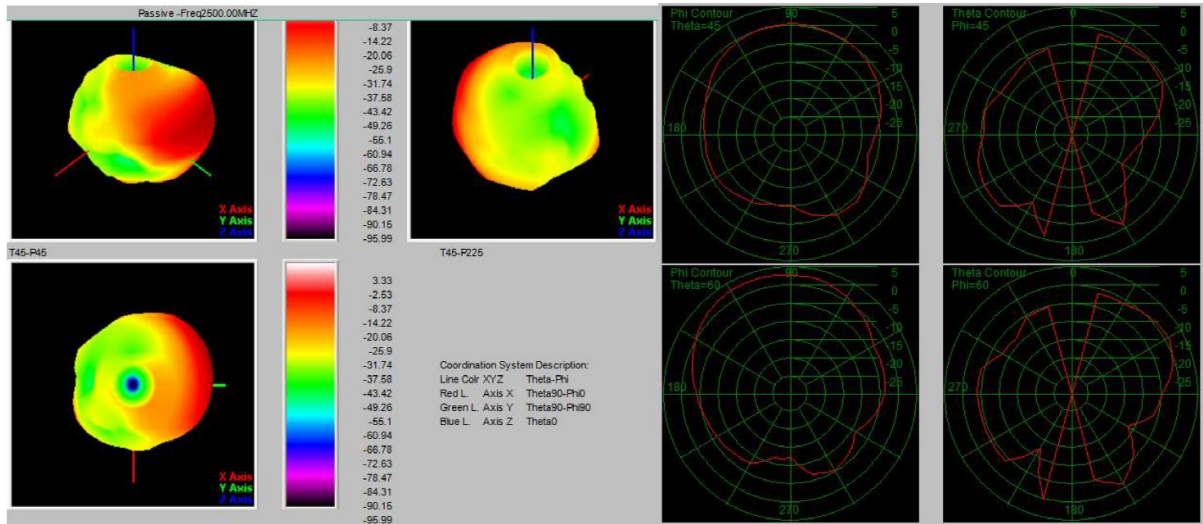 Passive -Freq2500.00MHZ
-8.37
-14.22
-20.06
-25.9
-31.74
-37.58
-43.42
-49.26
-55.1
-60.94
-66.78
-72.63
-78.47
-84.31
-90.15
-95.99
X Axis
Y Axis
Z Axis
X Axis
Y Axis
Z Axis
T45-P45
T45-P225
3.33
-2.53
-8.37
-14.22
-20.06
-25.9
-31.74
-37.58
-43.42
-49.26
-55.1
-60.94
-66.78
-72.63
-78.47
-84.31
-90.15
-95.99
X Axis
Y Axis
Z Axis
Coordination System Description:
Line Colr XYZ Theta-Phi
Red L. Axis X Theta90-Phi0
Green L. Axis Y Theta90-Phi90
Blue L. Axis Z Theta0
Phi Contour
Theta=45
90
5
0
-5
-10
-15
-20
-25
180
270
Theta Contour
Phi=45
0
5
0
-5
-10
-15
-20
-25
270
180
Phi Contour
Theta=60
90
5
0
-5
-10
-15
-20
-25
180
270
Theta Contour
Phi=60
0
5
0
-5
-10
-15
-20
-25
270
180